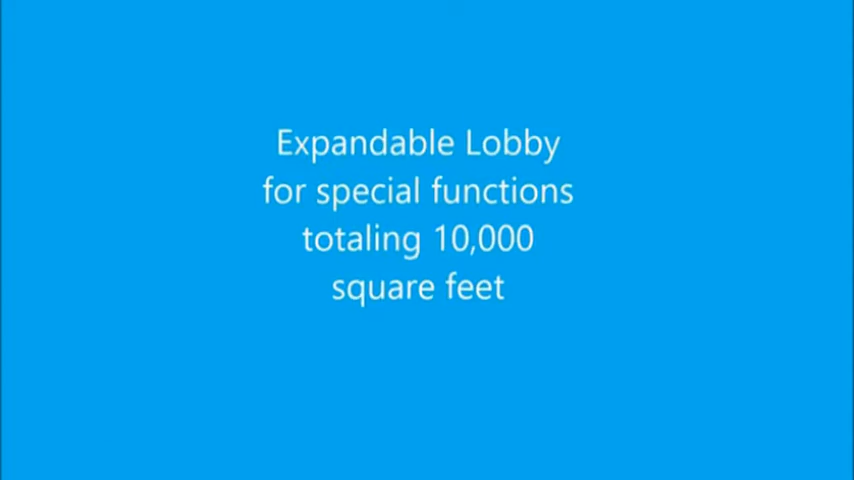 Expandable Lobby
for special functions
totaling 10,000
square feet